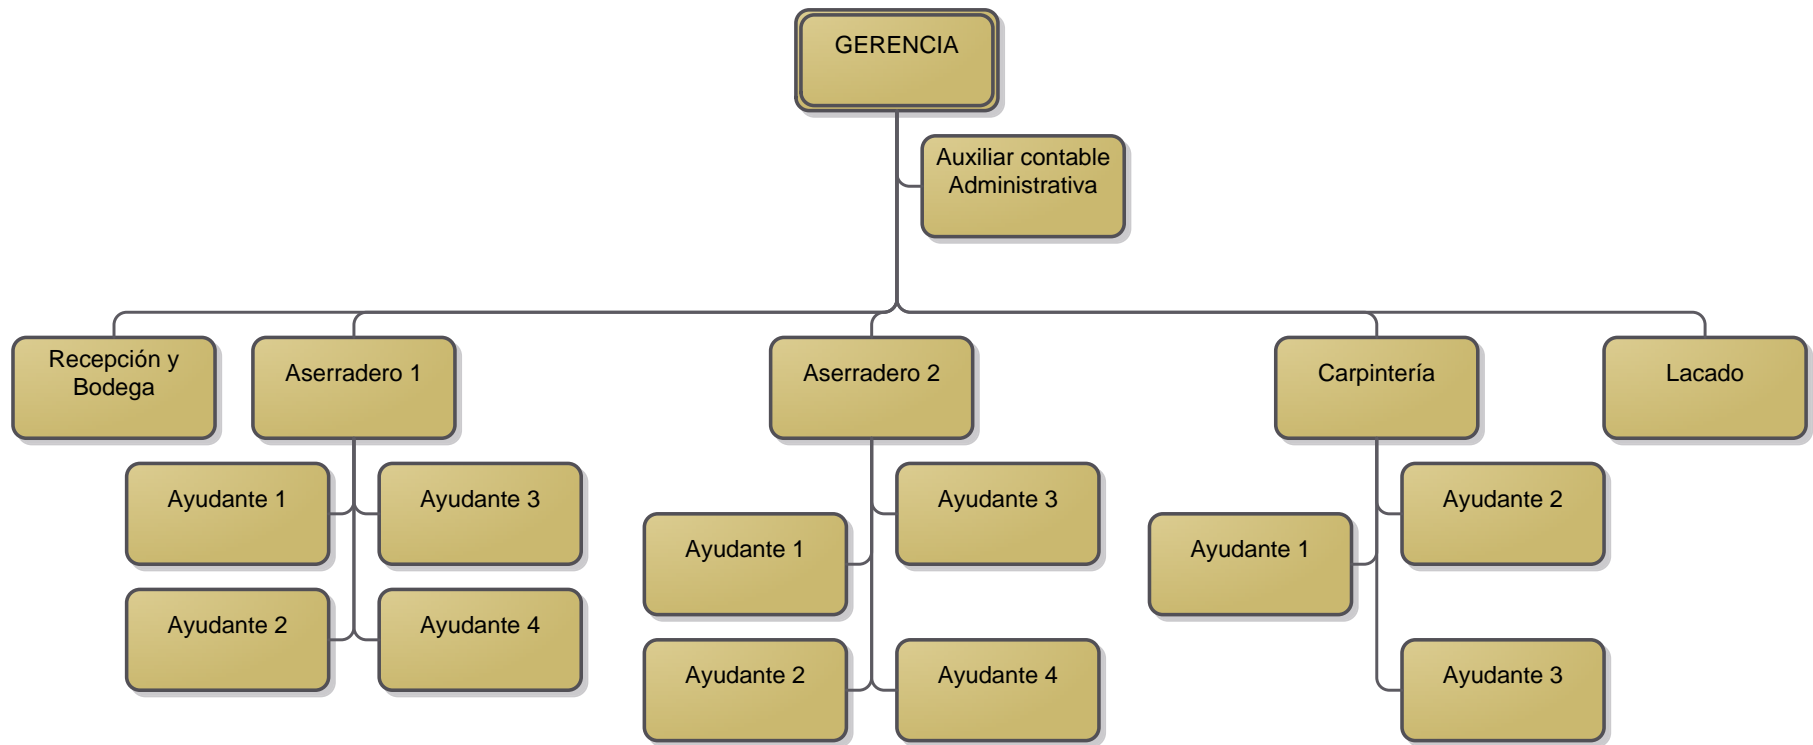 GERENCIA
Auxiliar contable
Administrativa
Recepción y
Bodega
Aserradero 1
Aserradero 2
Carpintería
Lacado
Ayudante 1
Ayudante 3
Ayudante 2
Ayudante 4
Ayudante 1
Ayudante 3
Ayudante 2
Ayudante 4
Ayudante 1
Ayudante 2
Ayudante 3